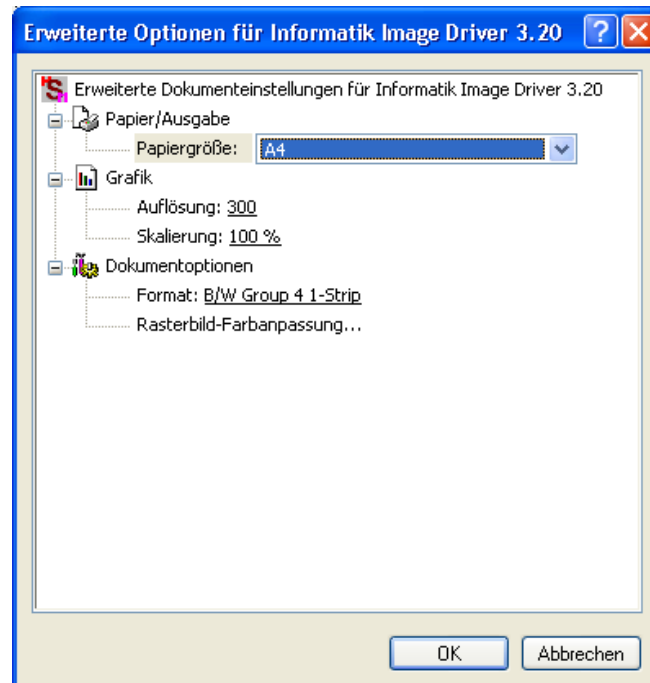 Erweiterte Optionen für Informatik Image Driver 3.20
Erweiterte Dokumenteinstellungen für Informatik Image Driver 3.20
Papier/Ausgabe
Papiergröße: A4
Grafik
Auflösung: 300
Skalierung: 100 %
Dokumentoptionen
Format: B/W Group 4 1-Strip
Rasterbild-Farbanpassung...
OK Abbrechen